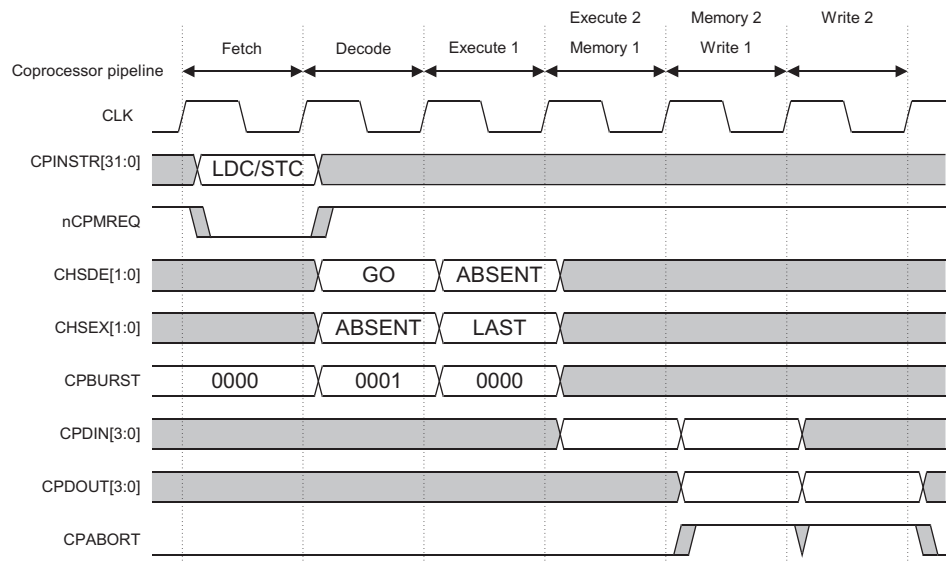 Execute 2 Memory 2 Write 2
Fetch Decode Execute 1 Memory 1 Write 1
Coprocessor pipeline
CLK
CPINSTR[31:0] LDC/STC
nCPMREQ
CHSDE[1:0] GO ABSENT
CHSEX[1:0] ABSENT LAST
CPBURST 0000 0001 0000
CPDIN[3:0]
CPDOUT[3:0]
CPABORT